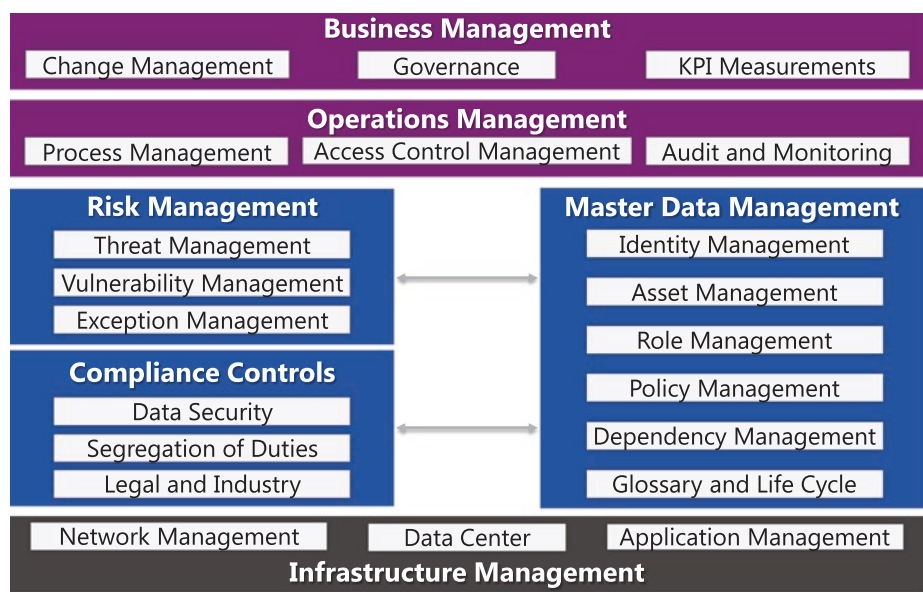 Business Management
Change Management
Governance
KPI Measurements
Operations Management
Process Management
Access Control Management
Audit and Monitoring
Risk Management
Threat Management
Vulnerability Management
Exception Management
Compliance Controls
Data Security
Segregation of Duties
Legal and Industry
Master Data Management
Identity Management
Asset Management
Role Management
Policy Management
Dependency Management
Glossary and Life Cycle
Network Management
Data Center
Application Management
Infrastructure Management